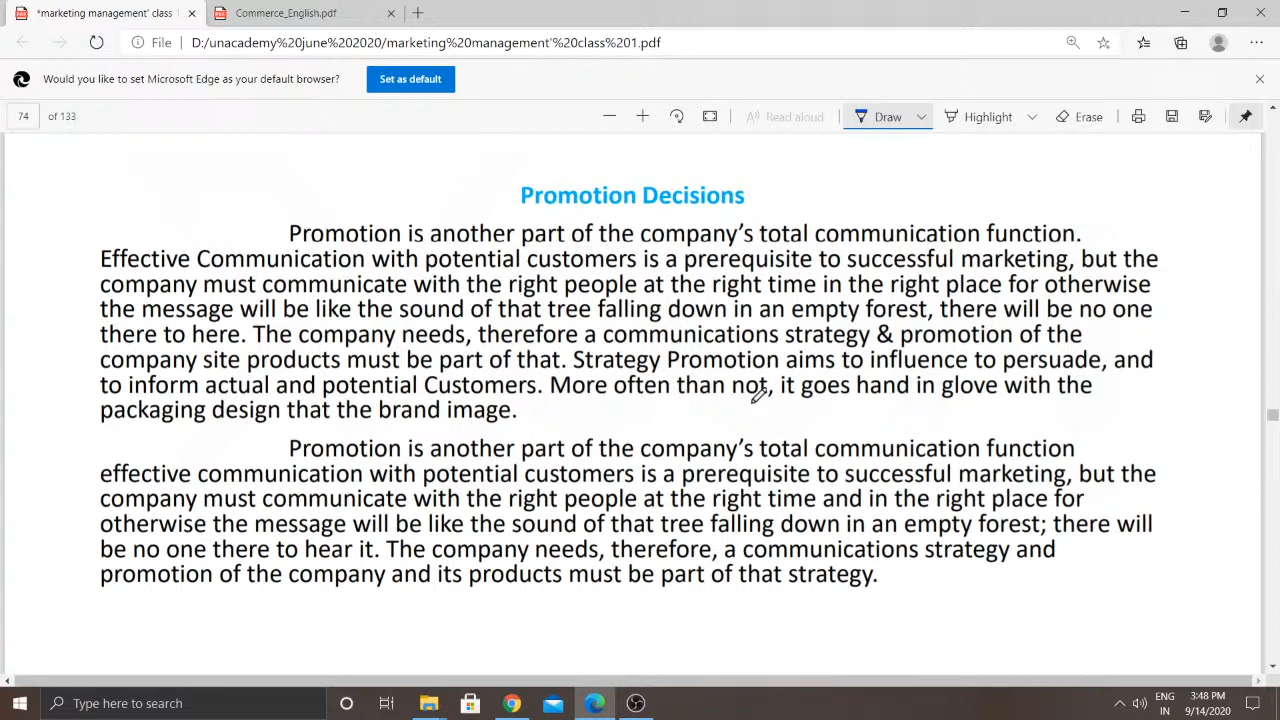 *marketing management' class 1
Commerce_English.pdf
File | D:/unacademy%20june%202020/marketing%20management'%20class%201.pdf
Would you like to set Microsoft Edge as your default browser?
Set as default
74 of 133
Read aloud
Draw
Highlight
Erase
Promotion Decisions
Promotion is another part of the company's total communication function.
Effective Communication with potential customers is a prerequisite to successful marketing, but the
company must communicate with the right people at the right time in the right place for otherwise
the message will be like the sound of that tree falling down in an empty forest, there will be no one
there to here. The company needs, therefore a communications strategy & promotion of the
company site products must be part of that. Strategy Promotion aims to influence to persuade, and
to inform actual and potential Customers. More often than not, it goes hand in glove with the
packaging design that the brand image.
Promotion is another part of the company's total communication function
effective communication with potential customers is a prerequisite to successful marketing, but the
company must communicate with the right people at the right time and in the right place for
otherwise the message will be like the sound of that tree falling down in an empty forest; there will
be no one there to hear it. The company needs, therefore, a communications strategy and
promotion of the company and its products must be part of that strategy.
Type here to search
ENG
IN
3:48 PM
9/14/2020